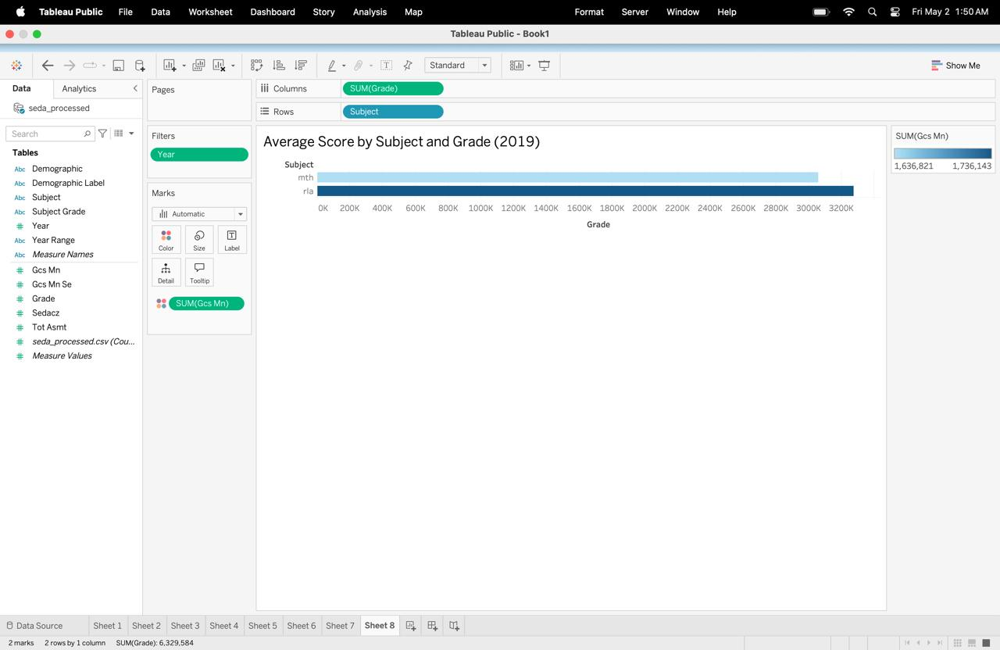 Tableau Public File Data Worksheet Dashboard Story Analysis Map Format Server Window Help Fri May 2 1:50 AM
Tableau Public - Book1
Standard Show Me
Data Analytics
seda_processed
Search
Tables
Abc Demographic
Abc Demographic Label
Abc Subject
Abc Subject Grade
# Year
Abc Year Range
Abc Measure Names
# Gcs Mn
# Gcs Mn Se
# Grade
# Sedacz
# Tot Asmt
# seda_processed.csv (Cou...
# Measure Values
Pages
Filters
Year
Marks
Automatic
Color Size Label
Detail Tooltip
SUM(Gcs Mn)
Columns SUM(Grade)
Rows Subject
Average Score by Subject and Grade (2019)
Subject
mth
rla
0K 200K 400K 600K 800K 1000K 1200K 1400K 1600K 1800K 2000K 2200K 2400K 2600K 2800K 3000K 3200K
Grade
SUM(Gcs Mn)
1,636,821 1,736,143
Data Source Sheet 1 Sheet 2 Sheet 3 Sheet 4 Sheet 5 Sheet 6 Sheet 7 Sheet 8
2 marks 2 rows by 1 column SUM(Grade): 6,329,584